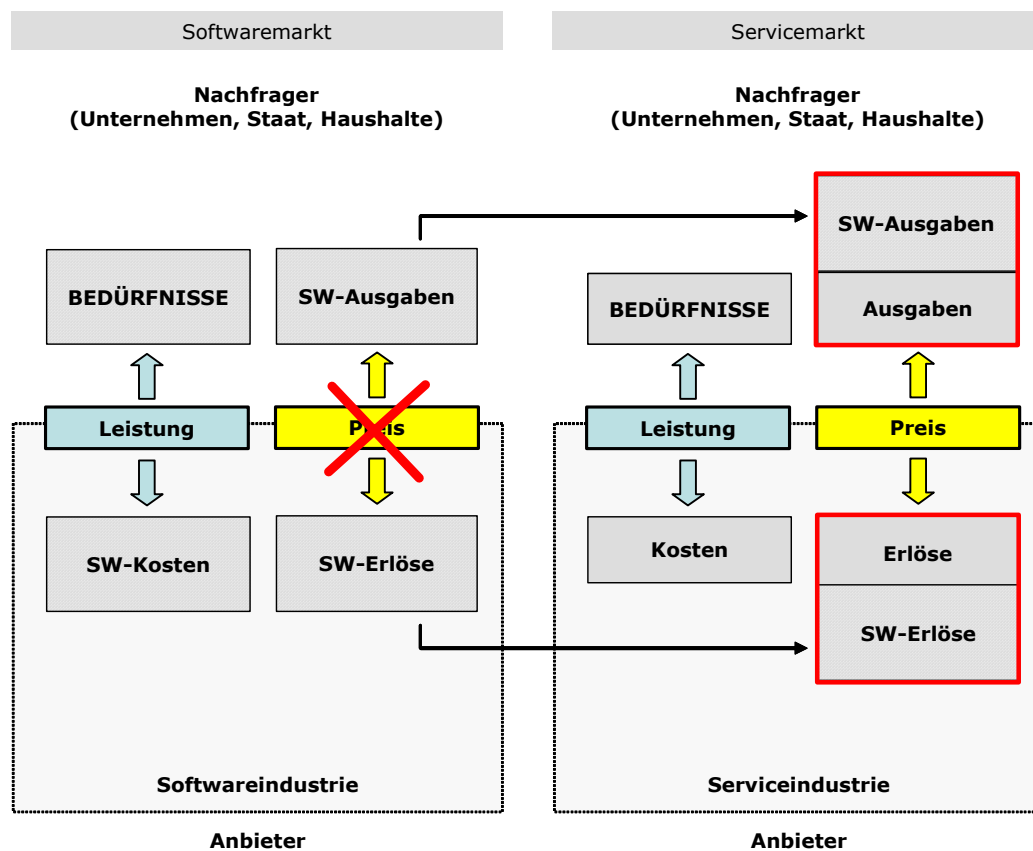 Softwaremarkt
Nachfrager
(Unternehmen, Staat, Haushalte)
BEDÜRFNISSE
SW-Ausgaben
Leistung
Preis
SW-Kosten
SW-Erlöse
Softwareindustrie
Anbieter
Servicemarkt
Nachfrager
(Unternehmen, Staat, Haushalte)
SW-Ausgaben
BEDÜRFNISSE
Ausgaben
Leistung
Preis
Kosten
Erlöse
SW-Erlöse
Serviceindustrie
Anbieter